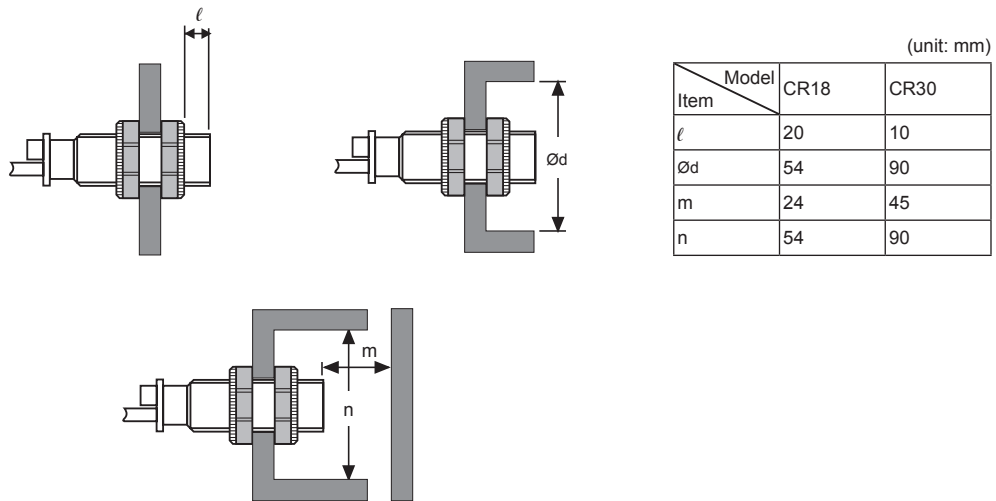 ℓ
Ød
(unit: mm)
Model
Item
CR18 CR30
ℓ 20 10
Ød 54 90
m 24 45
n 54 90
m
n